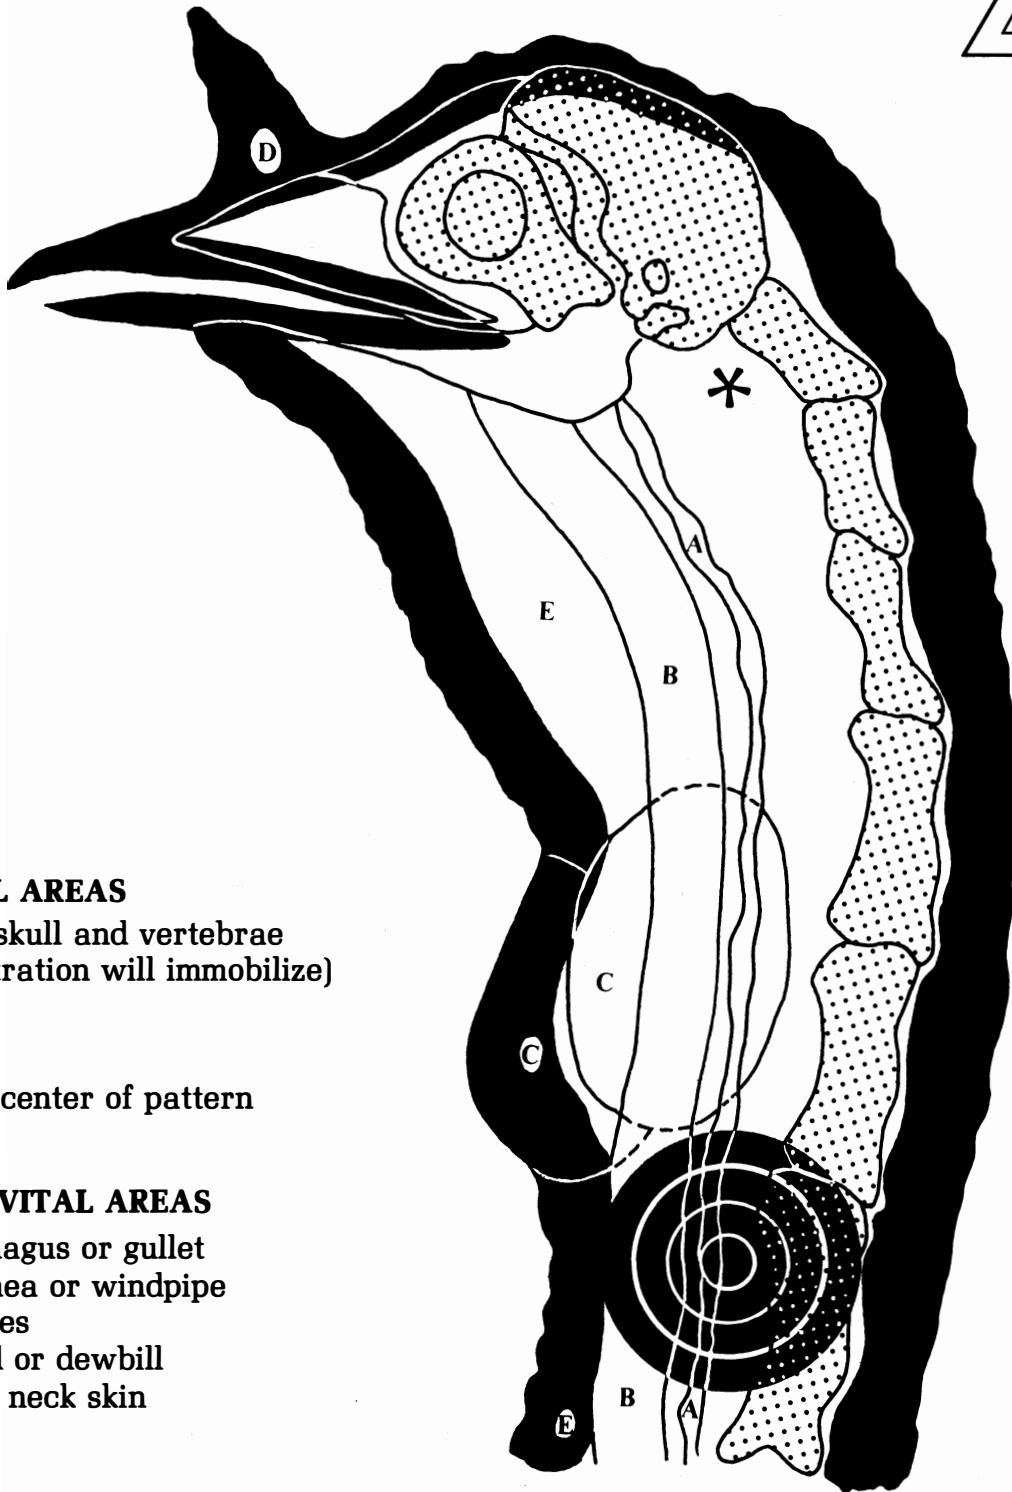 D
*
A
E
B
L AREAS
skull and vertebrae
tration will immobilize)
C
C
center of pattern
VITAL AREAS
agus or gullet
ea or windpipe
es
or dewbill
neck skin
B
A
E